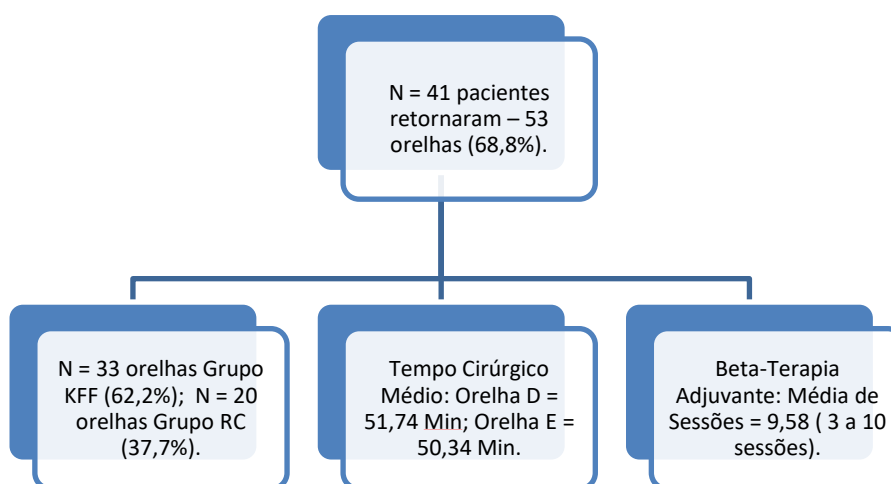 N = 41 pacientes
retornaram – 53
orelhas (68,8%).
N = 33 orelhas Grupo
KFF (62,2%); N = 20
orelhas Grupo RC
(37,7%).
Tempo Cirúrgico
Médio: Orelha D =
51,74 Min; Orelha E =
50,34 Min.
Beta-Terapia
Adjuvante: Média de
Sessões = 9,58 ( 3 a 10
sessões).